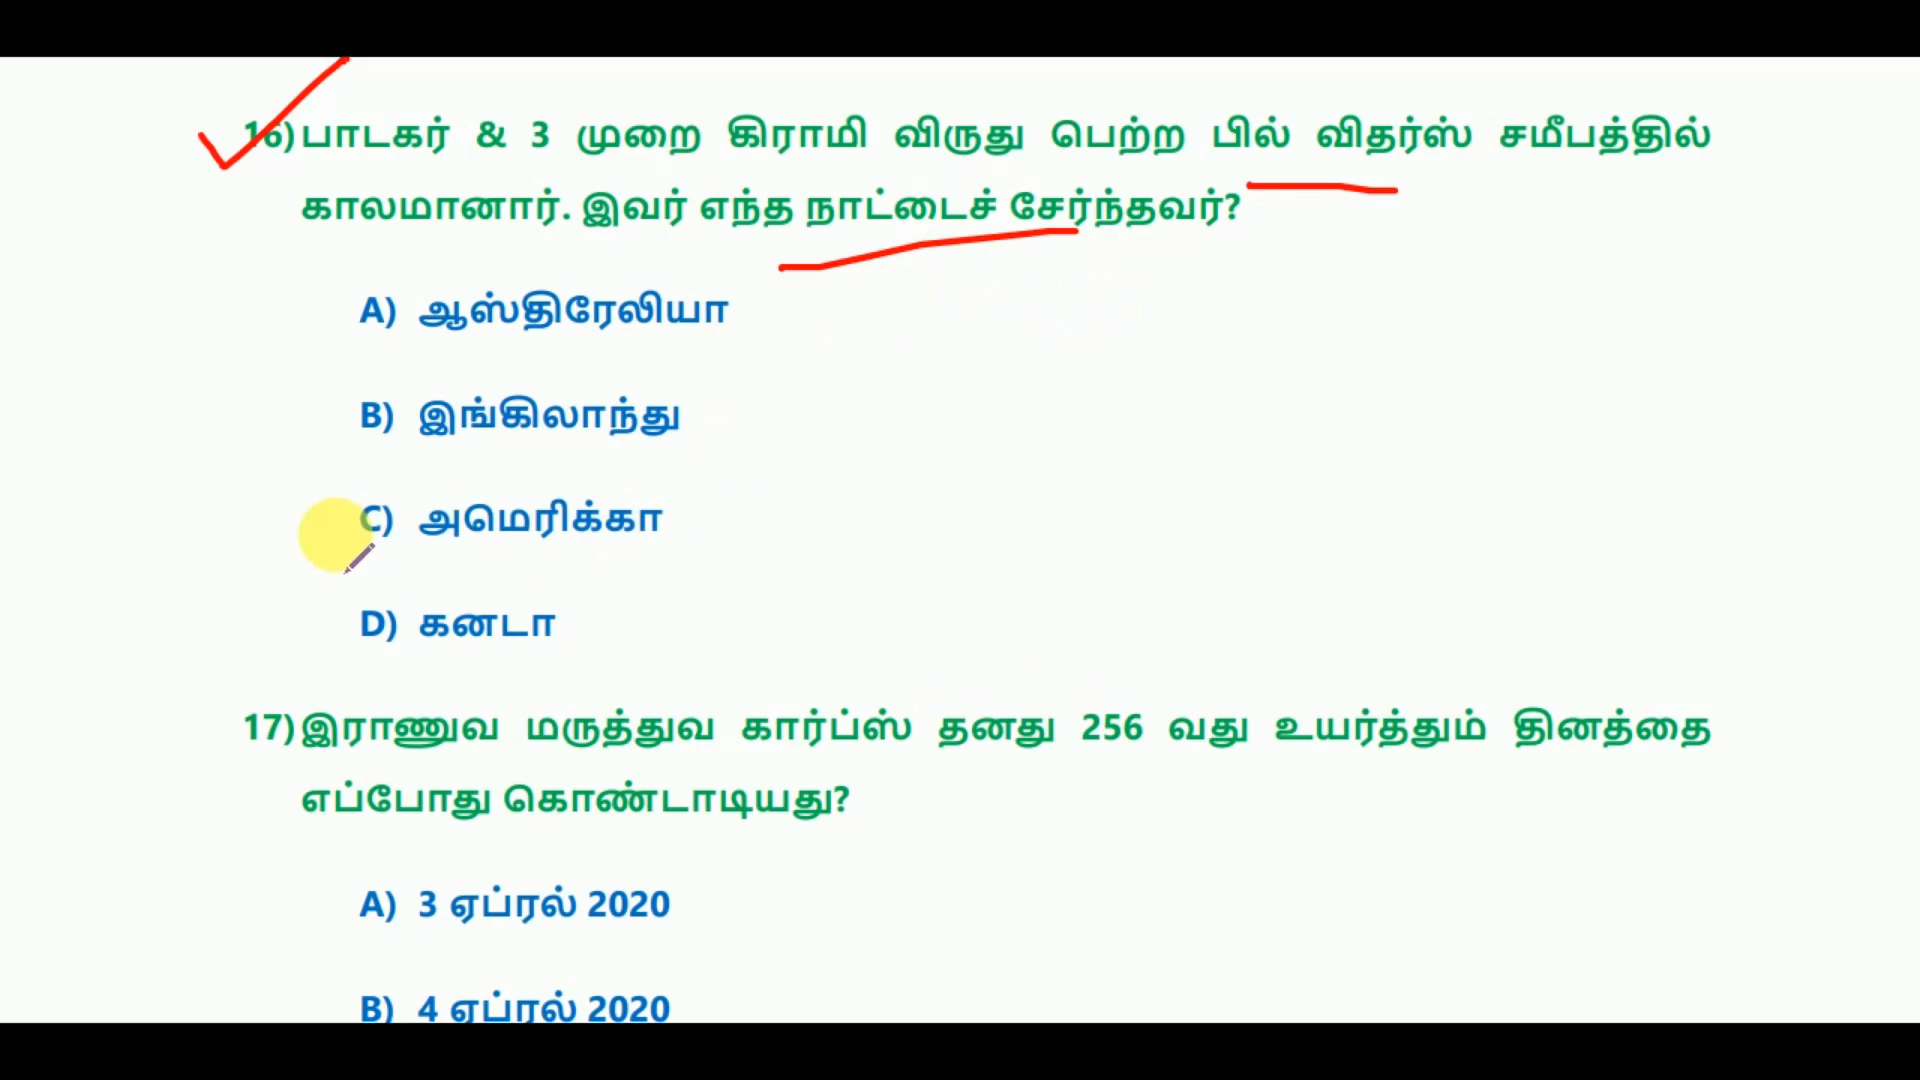 16) பாடகர் & 3 முறை கிராமி விருது பெற்ற பில் விதர்ஸ் சமீபத்தில்
காலமானார். இவர் எந்த நாட்டைச் சேர்ந்தவர்?
A) ஆஸ்திரேலியா
B) இங்கிலாந்து
C) அமெரிக்கா
D) கனடா
17) இராணுவ மருத்துவ கார்ப்ஸ் தனது 256 வது உயர்த்தும் தினத்தை
எப்போது கொண்டாடியது?
A) 3 ஏப்ரல் 2020
B) 4 ஏப்ரல் 2020